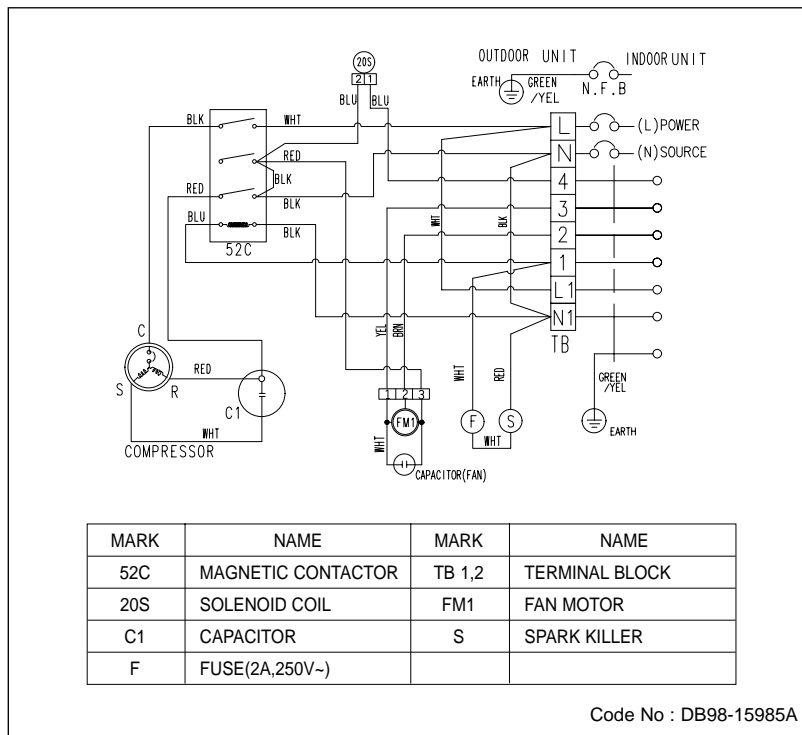 20S
2 1
OUTDOOR UNIT INDOOR UNIT
EARTH GREEN /YEL N.F.B
BLU BLU
BLK WHT L (L)POWER
RED N (N)SOURCE
BLK 4
RED BLK 3
BLU BLK WHT BLK 2
52C 1
L1
N1
TB
YEL BRN
C
S R RED
C1
WHT
COMPRESSOR
1 2 3
FM1
WHT
CAPACITOR(FAN)
WHT RED
F S
WHT
GREEN /YEL
EARTH
MARK NAME MARK NAME
52C MAGNETIC CONTACTOR TB 1,2 TERMINAL BLOCK
20S SOLENOID COIL FM1 FAN MOTOR
C1 CAPACITOR S SPARK KILLER
F FUSE(2A,250V~)
Code No : DB98-15985A